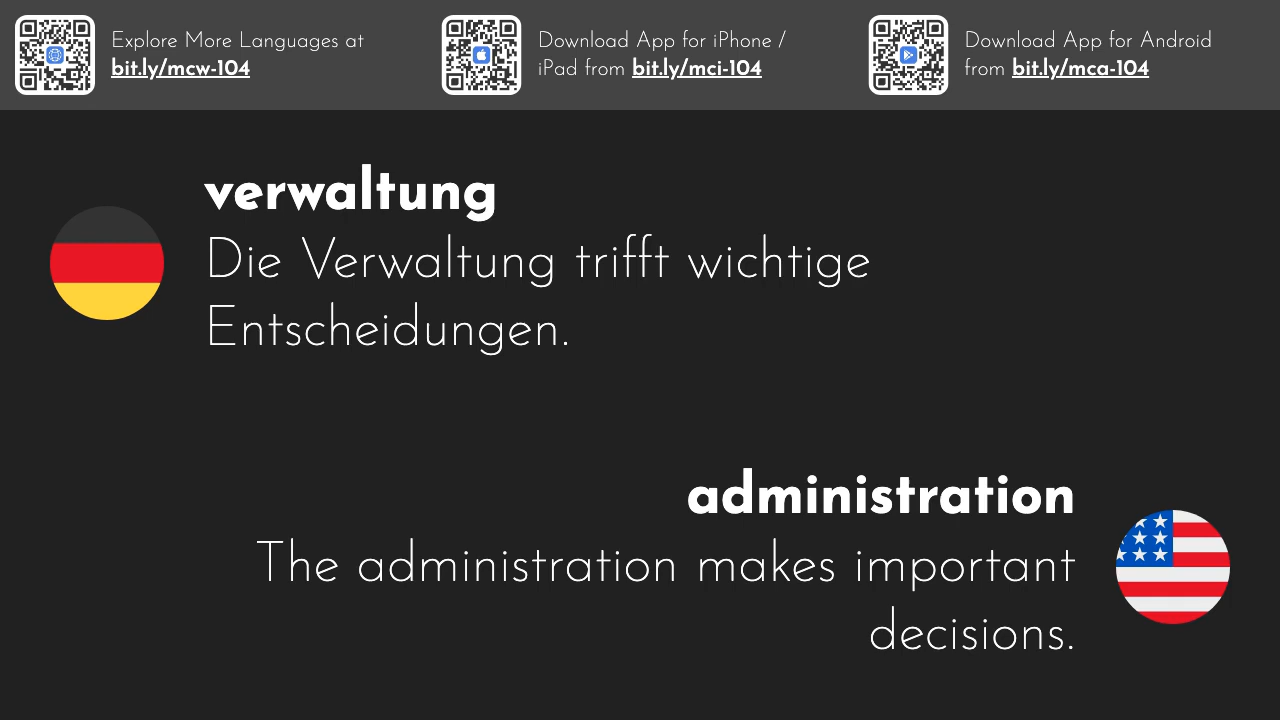 Explore More Languages at
bit.ly/mcw-104
Download App for iPhone /
iPad from bit.ly/mci-104
Download App for Android
from bit.ly/mca-104
verwaltung
Die Verwaltung trifft wichtige
Entscheidungen.
administration
The administration makes important
decisions.